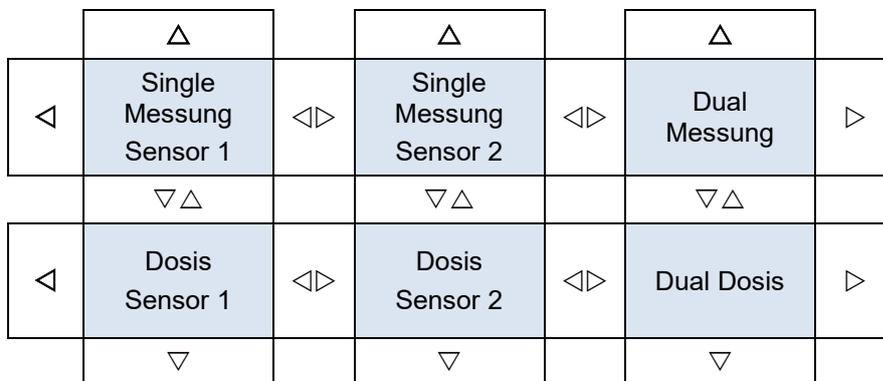 △ △ △
Single
Messung
Sensor 1
Single
Messung
Sensor 2
Dual
Messung
◁ ◁▷ ◁▷ ▷
▽△ ▽△ ▽△
Dosis
Sensor 1
Dosis
Sensor 2
Dual Dosis
◁ ◁▷ ◁▷ ▷
▽ ▽ ▽